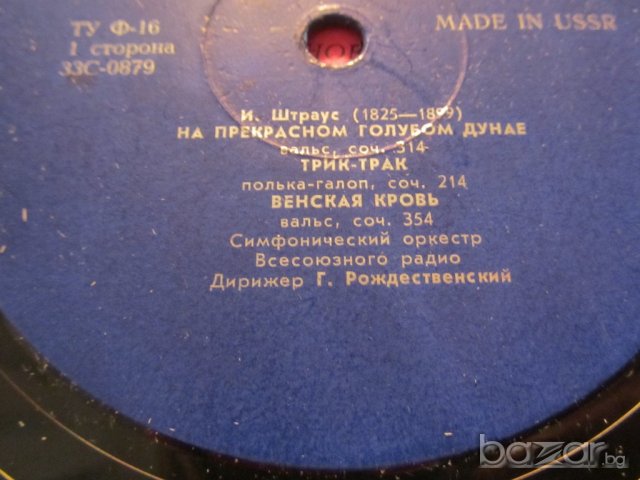 ТУ Ф-16
1 сторона
33С-0879
MADE IN USSR
И. Штраус (1825—1899)
НА ПРЕКРАСНОМ ГОЛУБОМ ДУНАЕ
вальс, соч. 314
ТРИК-ТРАК
полька-галоп, соч. 214
ВЕНСКАЯ КРОВЬ
вальс, соч. 354
Симфонический оркестр
Всесоюзного радио
Дирижер Г. Рождественский
bazar.bg